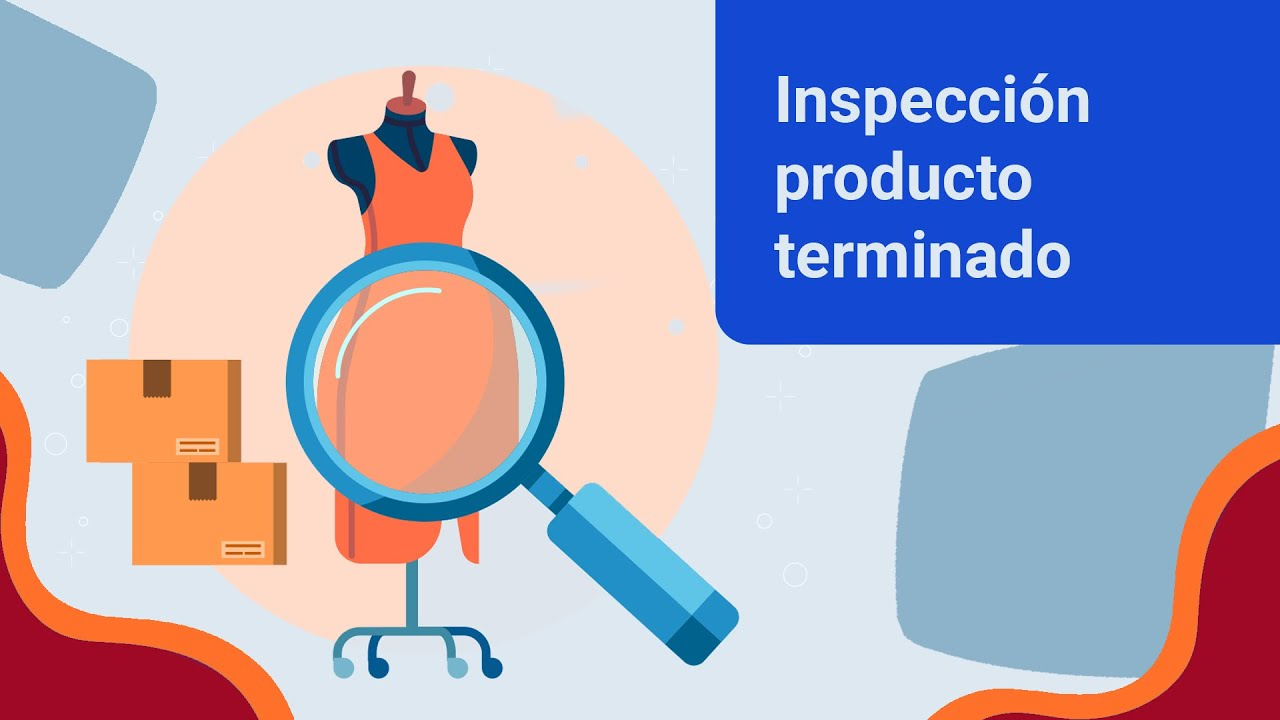 Inspección
producto
terminado